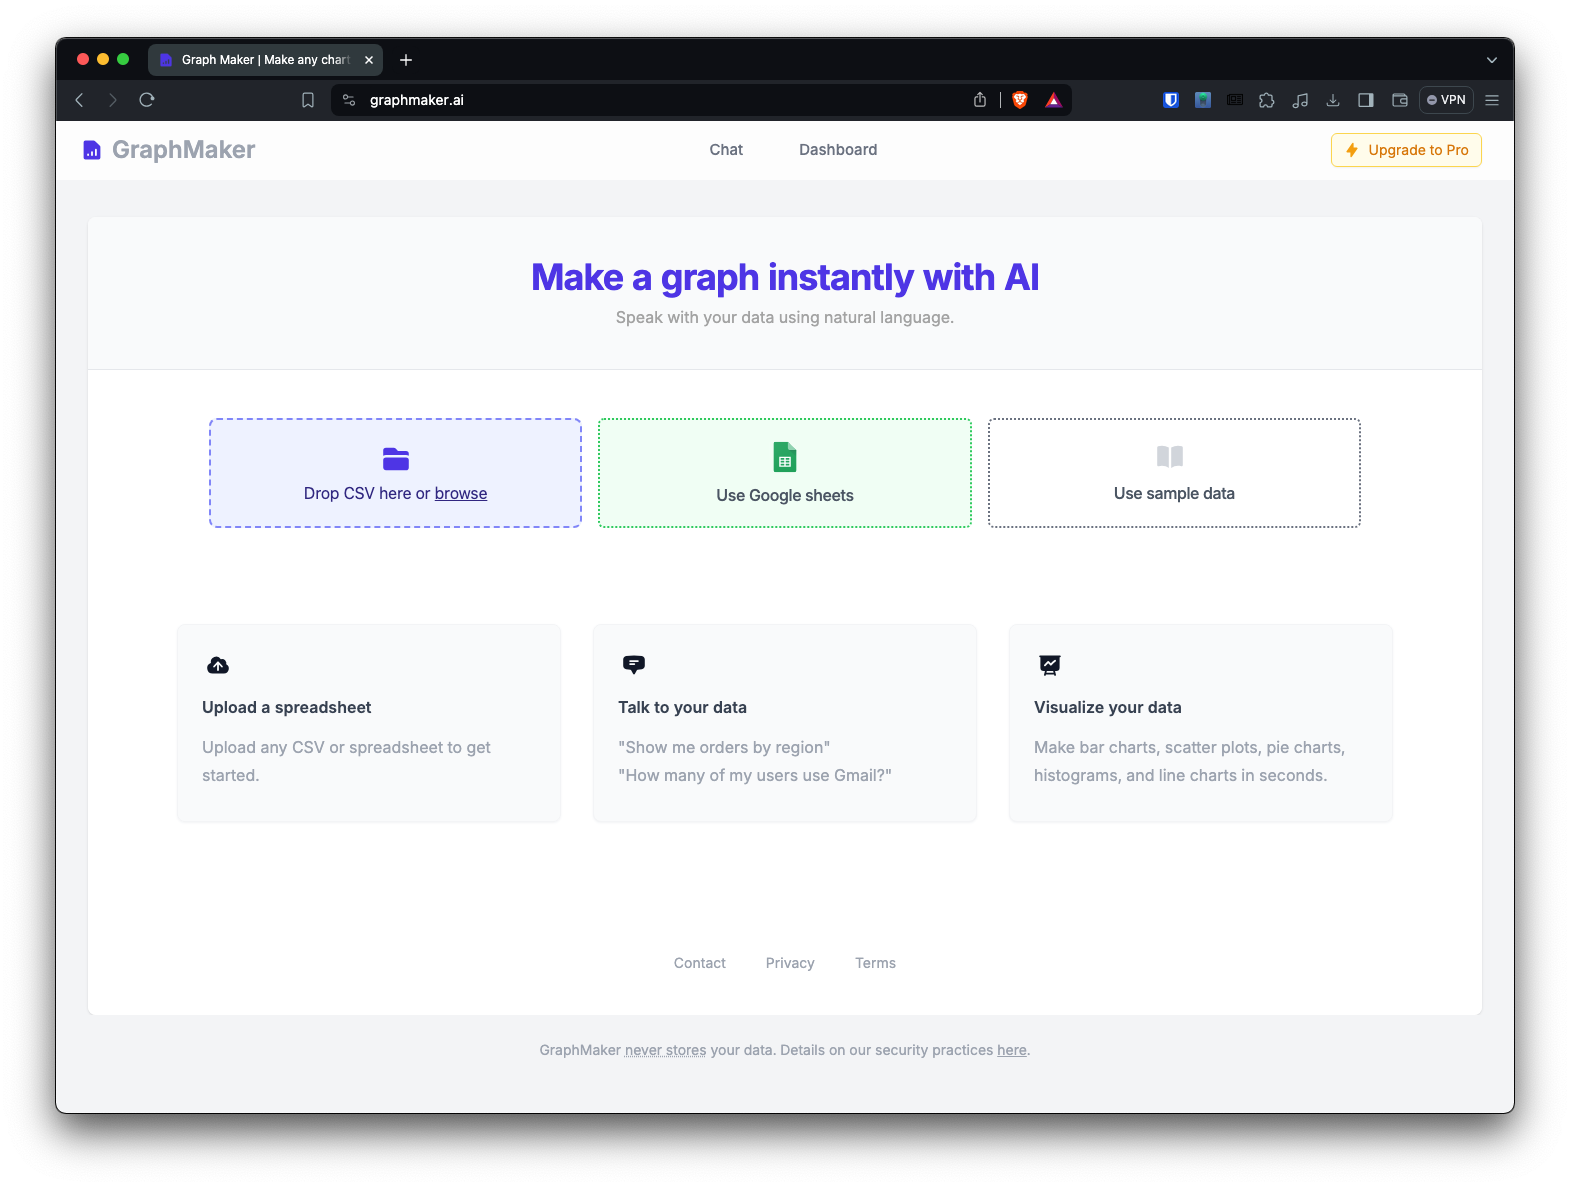 Graph Maker | Make any chart
graphmaker.ai
VPN
GraphMaker
Chat
Dashboard
Upgrade to Pro
Make a graph instantly with AI
Speak with your data using natural language.
Drop CSV here or browse
Use Google sheets
Use sample data
Upload a spreadsheet
Upload any CSV or spreadsheet to get
started.
Talk to your data
"Show me orders by region"
"How many of my users use Gmail?"
Visualize your data
Make bar charts, scatter plots, pie charts,
histograms, and line charts in seconds.
Contact
Privacy
Terms
GraphMaker never stores your data. Details on our security practices here.